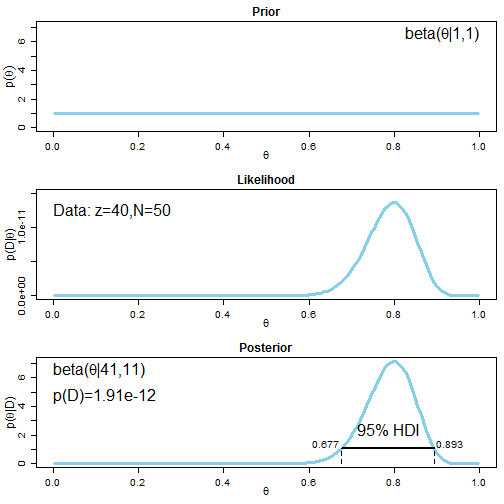 Prior
beta(θ|1,1)
p(θ)
0 2 4 6
0.0 0.2 0.4 0.6 0.8 1.0
θ
Likelihood
Data: z=40,N=50
p(D|θ)
0.0e+00 1.0e-11
0.0 0.2 0.4 0.6 0.8 1.0
θ
Posterior
beta(θ|41,11)
p(D)=1.91e-12
95% HDI
0.677 0.893
p(θ|D)
0 2 4 6
0.0 0.2 0.4 0.6 0.8 1.0
θ